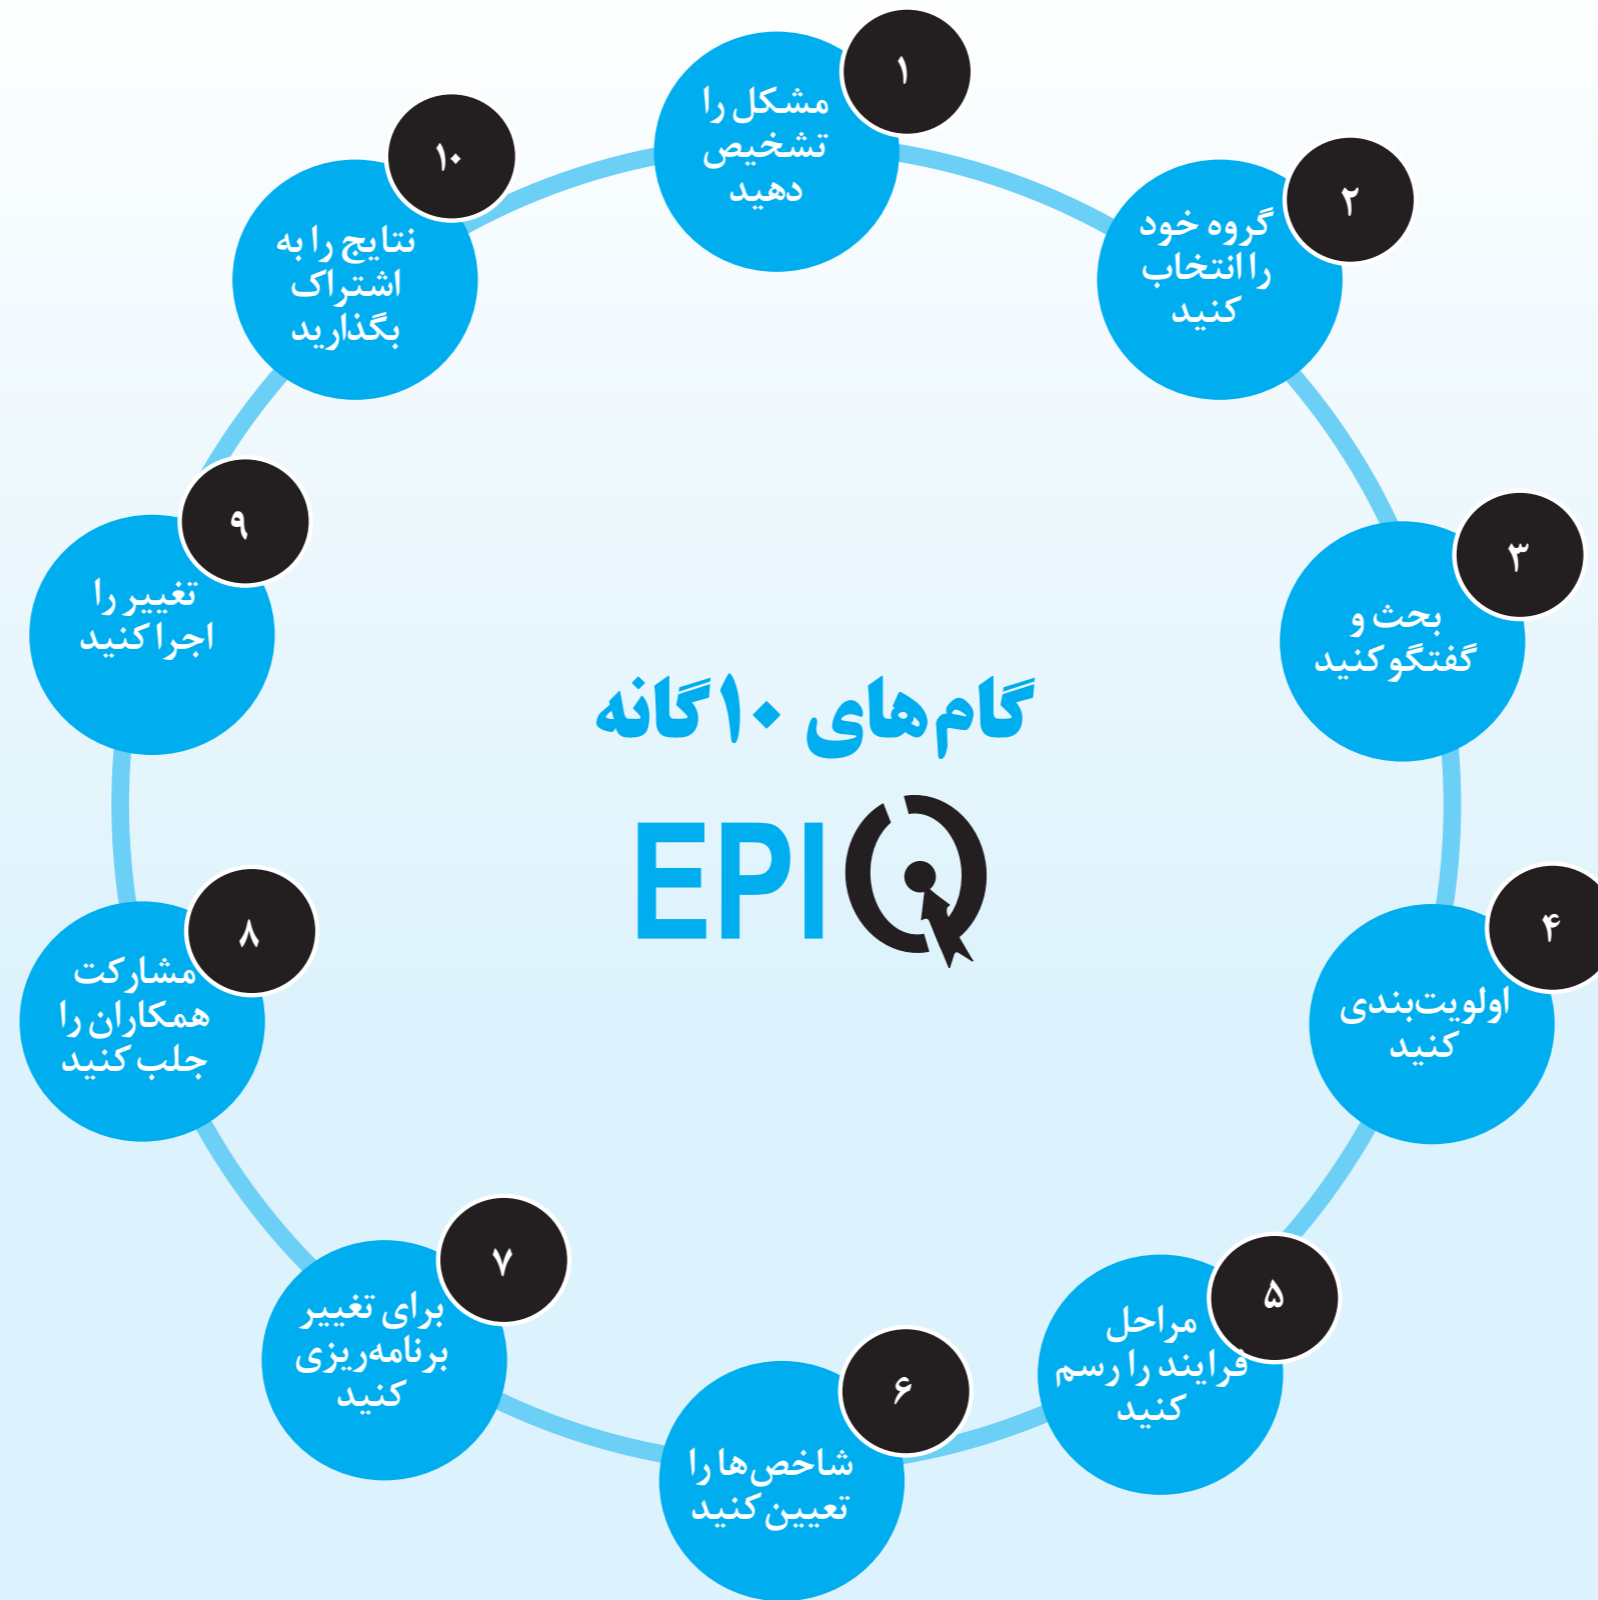 ۱
مشکل را
تشخیص
دهید
۲
گروه خود
را انتخاب
کنید
۳
بحث و
گفتگو کنید
۴
اولویت‌بندی
کنید
۵
مراحل
فرایند را رسم
کنید
۶
شاخص‌ها را
تعیین کنید
۷
برای تغییر
برنامه‌ریزی
کنید
۸
مشارکت
همکاران را
جلب کنید
۹
تغییر را
اجرا کنید
۱۰
نتایج را به
اشتراک
بگذارید
گام‌های ۱۰گانه
EPIQ